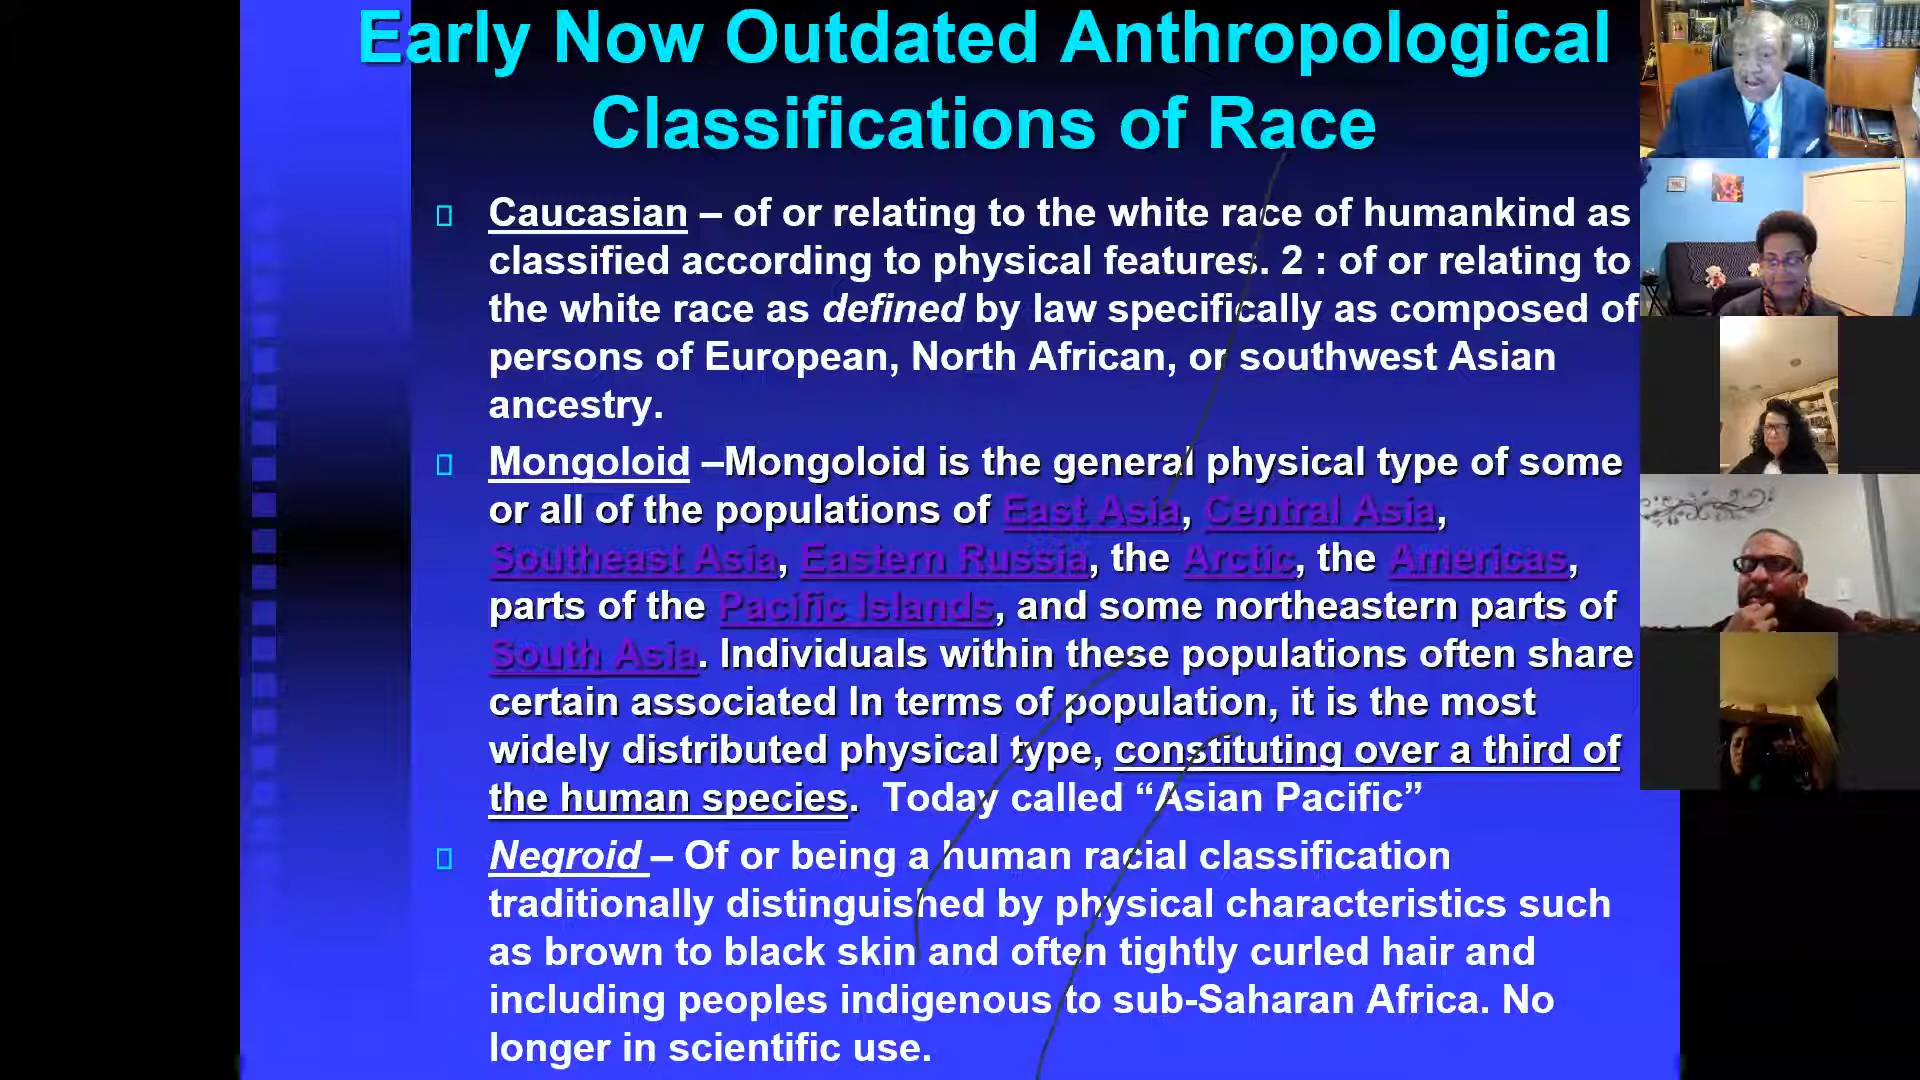 Early Now Outdated Anthropological
Classifications of Race
Caucasian – of or relating to the white race of humankind as
classified according to physical features. 2 : of or relating to
the white race as defined by law specifically as composed of
persons of European, North African, or southwest Asian
ancestry.
Mongoloid –Mongoloid is the general physical type of some
or all of the populations of East Asia, Central Asia,
Southeast Asia, Eastern Russia, the Arctic, the Americas,
parts of the Pacific Islands, and some northeastern parts of
South Asia. Individuals within these populations often share
certain associated In terms of population, it is the most
widely distributed physical type, constituting over a third of
the human species.  Today called “Asian Pacific”
Negroid – Of or being a human racial classification
traditionally distinguished by physical characteristics such
as brown to black skin and often tightly curled hair and
including peoples indigenous to sub-Saharan Africa. No
longer in scientific use.